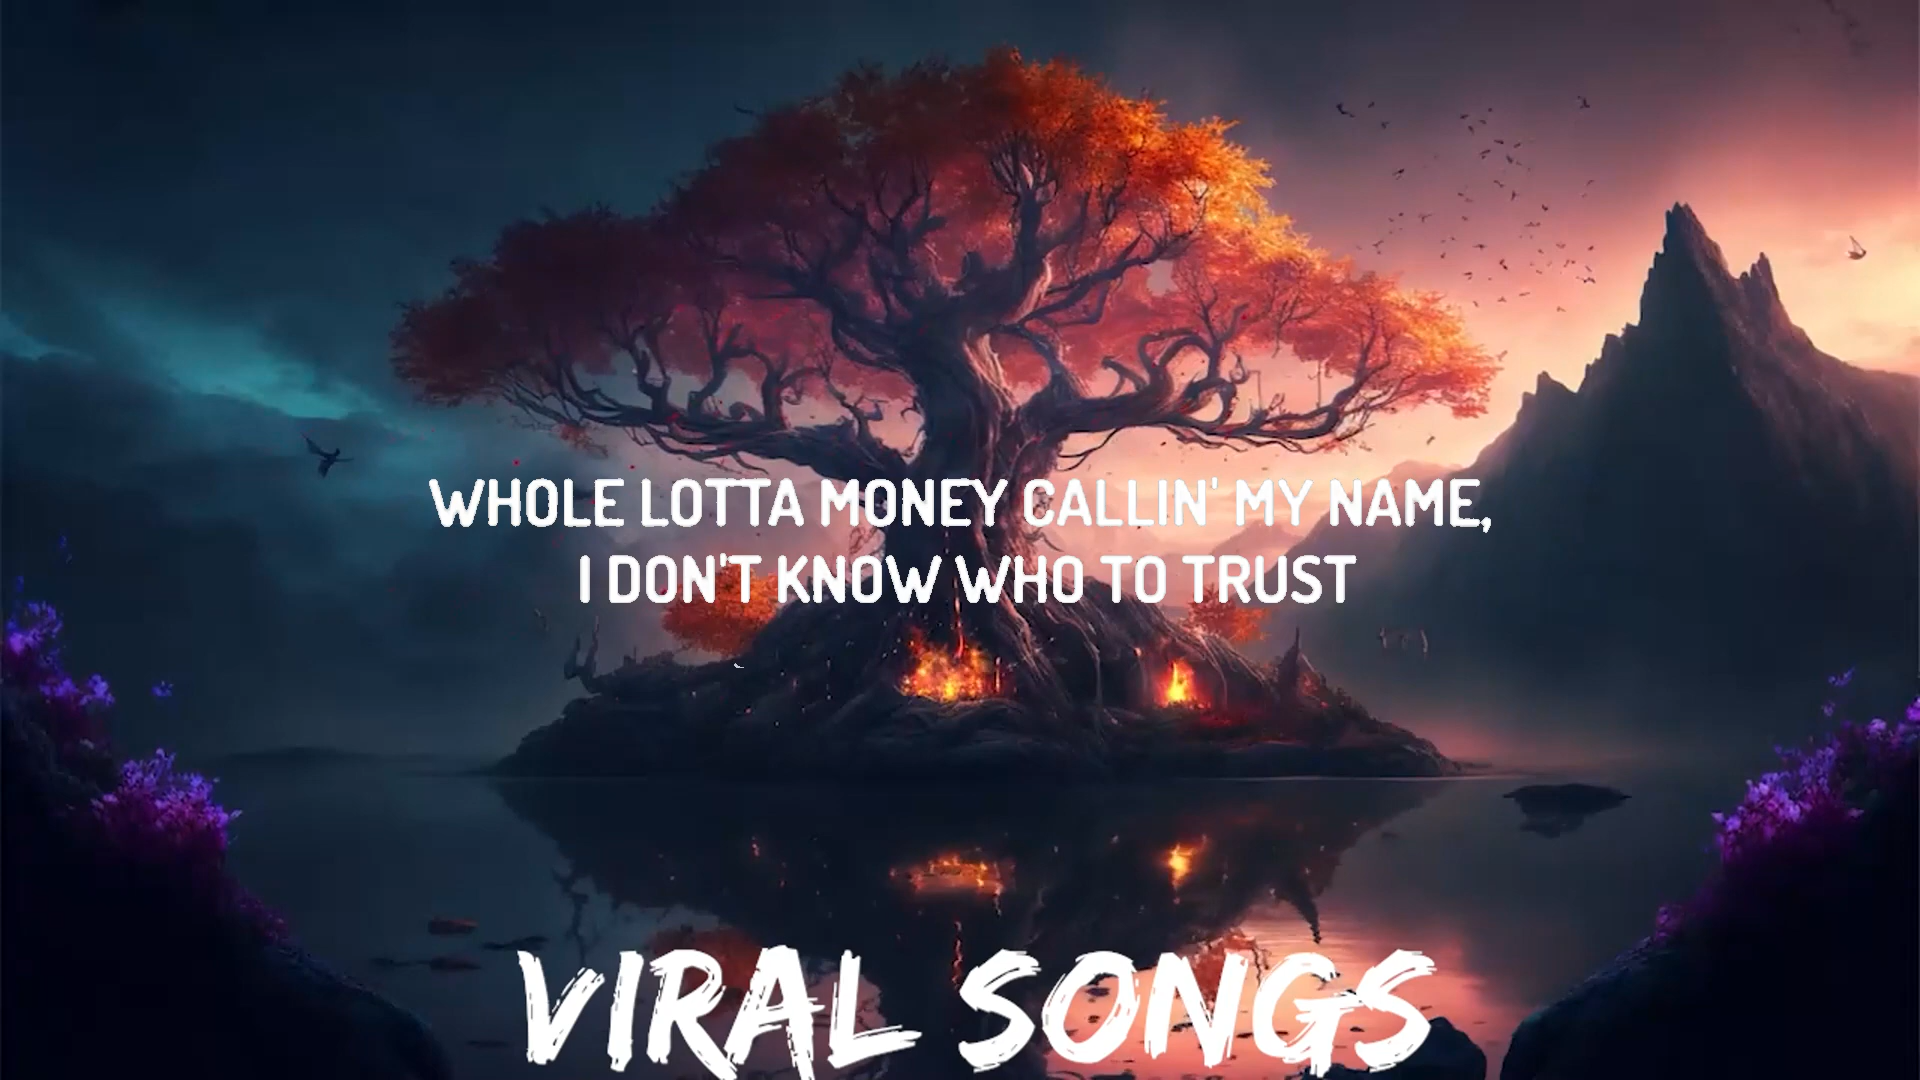 WHOLE LOTTA MONEY CALLIN' MY NAME,
I DON'T KNOW WHO TO TRUST
VIRAL SONGS